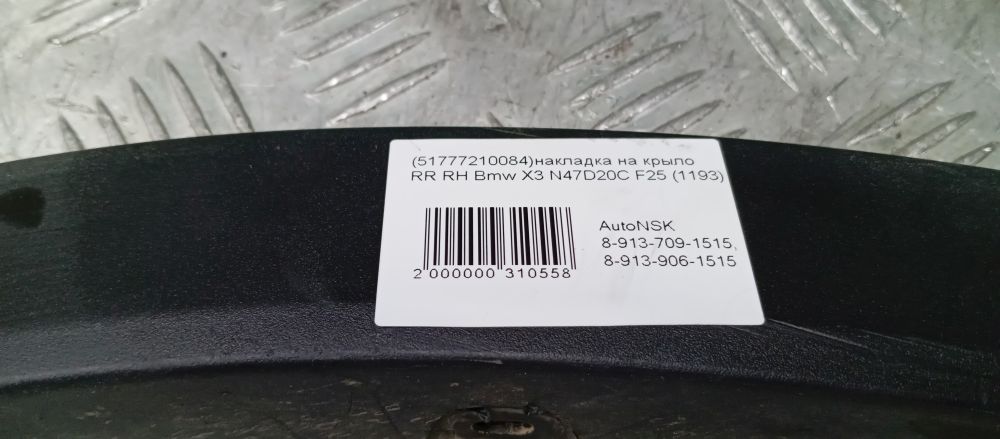 (51777210084)накладка на крыло
RR RH Bmw X3 N47D20C F25 (1193)
AutoNSK
8-913-709-1515,
8-913-906-1515
2 000000 310558